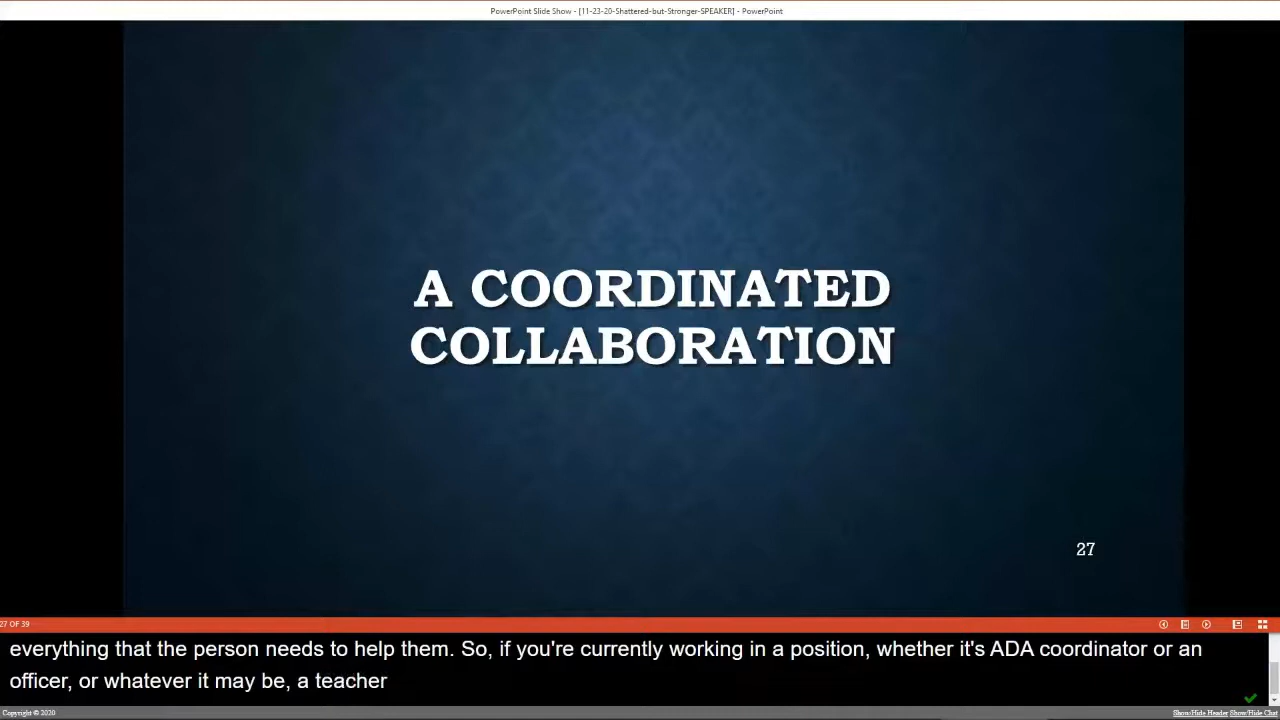 PowerPoint Slide Show - [11-23-20-Shattered-but-Stronger-SPEAKER] - PowerPoint
A COORDINATED
COLLABORATION
27
27 OF 39
everything that the person needs to help them. So, if you're currently working in a position, whether it's ADA coordinator or an
officer, or whatever it may be, a teacher
Copyright © 2020
Show/Hide Header Show/Hide Chat